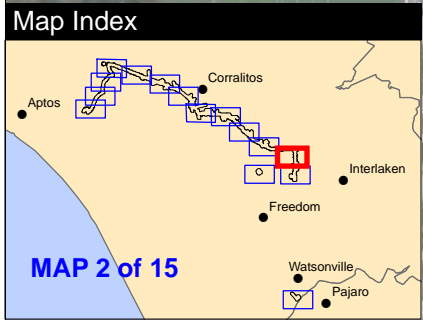 Map Index
Corralitos
Aptos
Interlaken
Freedom
MAP 2 of 15
Watsonville
Pajaro